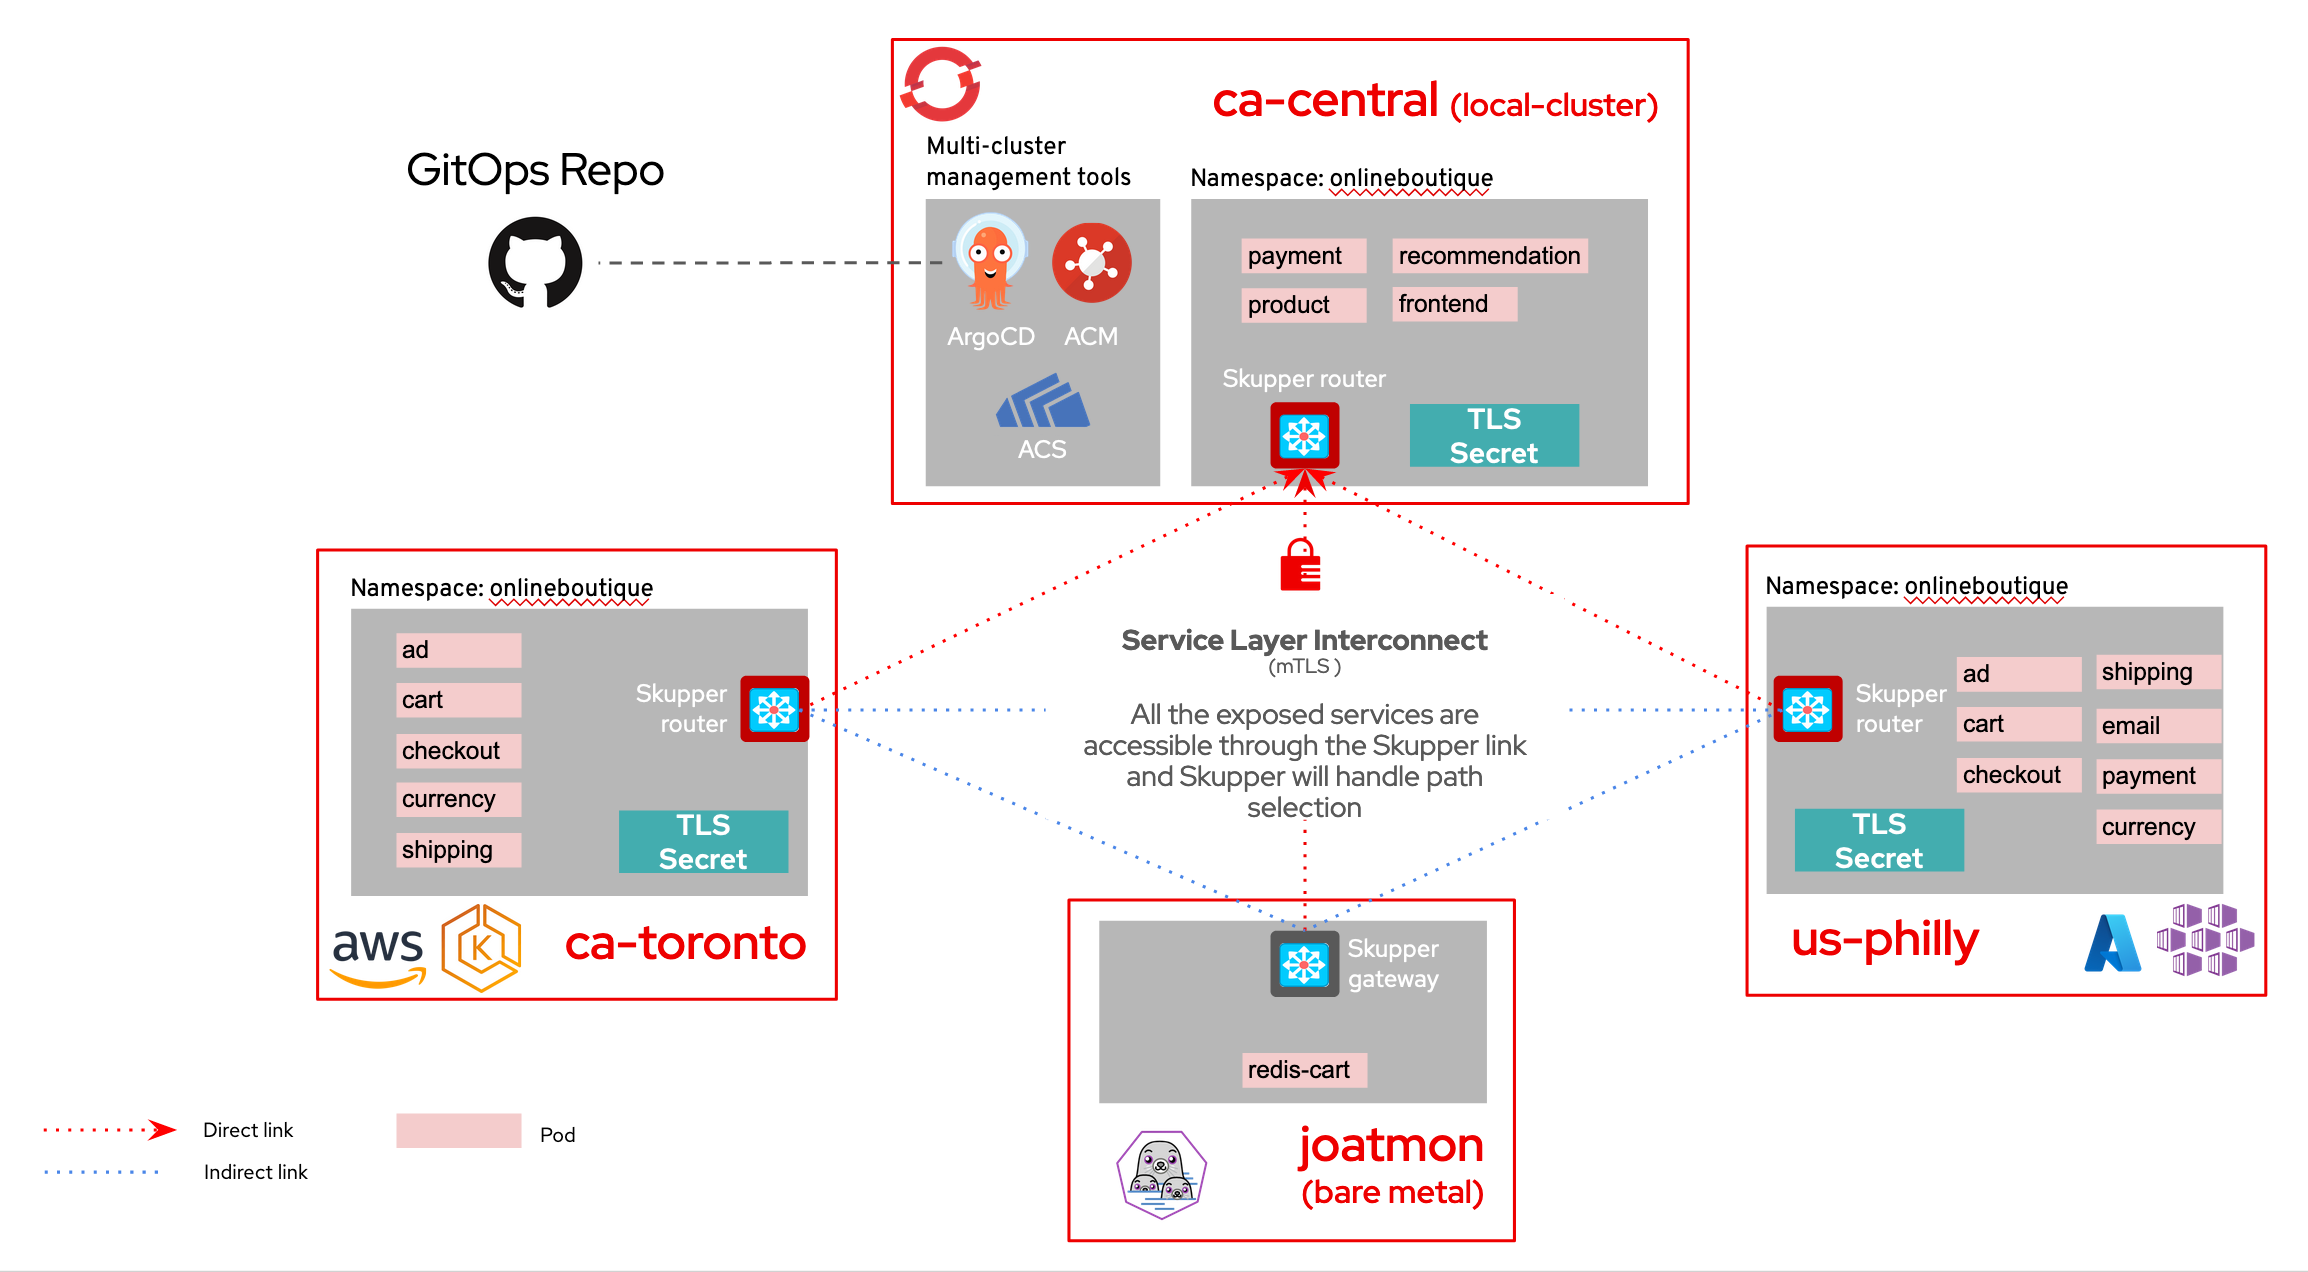 GitOps Repo
ca-central (local-cluster)
Multi-cluster
management tools
ArgoCD
ACM
ACS
Namespace: onlineboutique
payment
recommendation
product
frontend
Skupper router
TLS
Secret
Namespace: onlineboutique
ad
cart
checkout
currency
shipping
Skupper
router
TLS
Secret
aws
K
ca-toronto
Service Layer Interconnect
(mTLS )
All the exposed services are
accessible through the Skupper link
and Skupper will handle path
selection
Namespace: onlineboutique
Skupper
router
ad
cart
checkout
shipping
email
payment
currency
TLS
Secret
us-philly
Skupper
gateway
redis-cart
joatmon
(bare metal)
Direct link
Indirect link
Pod